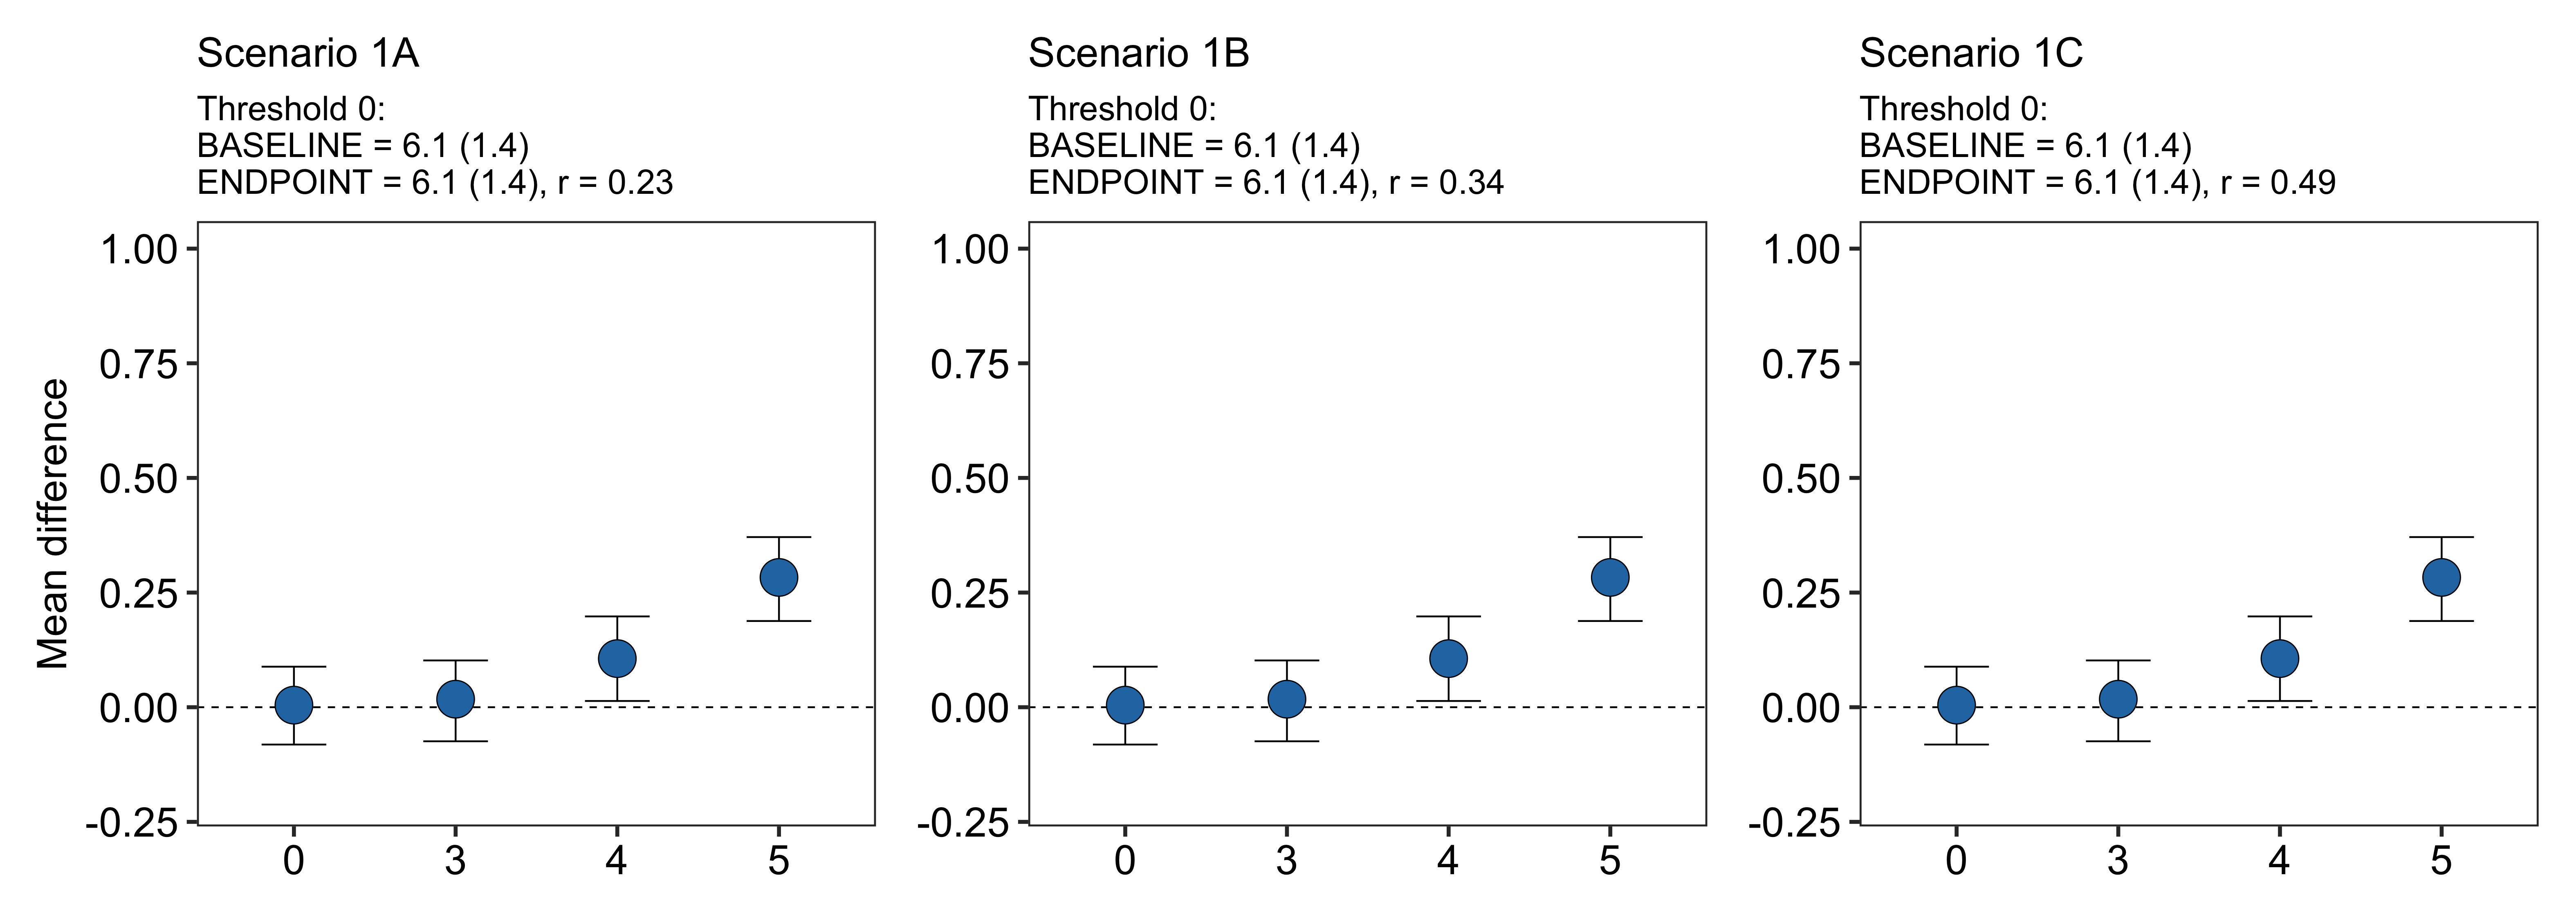 Scenario 1A
Threshold 0:
BASELINE = 6.1 (1.4)
ENDPOINT = 6.1 (1.4), r = 0.23
Mean difference
1.00
0.75
0.50
0.25
0.00
-0.25
0 3 4 5
Scenario 1B
Threshold 0:
BASELINE = 6.1 (1.4)
ENDPOINT = 6.1 (1.4), r = 0.34
1.00
0.75
0.50
0.25
0.00
-0.25
0 3 4 5
Scenario 1C
Threshold 0:
BASELINE = 6.1 (1.4)
ENDPOINT = 6.1 (1.4), r = 0.49
1.00
0.75
0.50
0.25
0.00
-0.25
0 3 4 5